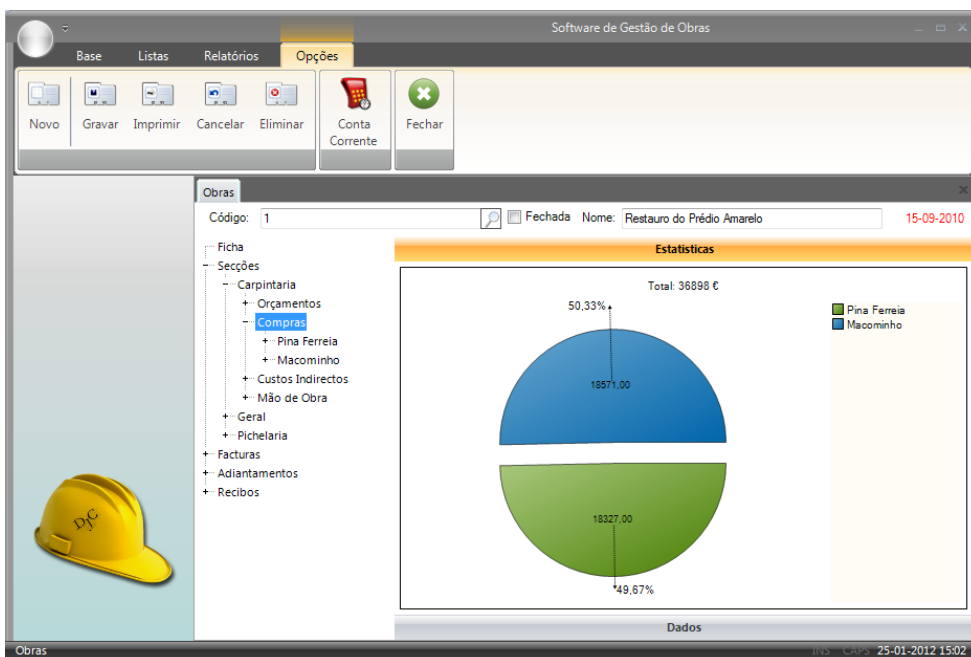 Software de Gestão de Obras
Base Listas Relatórios Opções
Novo Gravar Imprimir Cancelar Eliminar Conta Corrente Fechar
Obras
Código: 1 Fechada Nome: Restauro do Prédio Amarelo 15-09-2010
Ficha
Secções
Carpintaria
Orçamentos
Compras
Pina Ferreia
Macominho
Custos Indirectos
Mão de Obra
Geral
Pichelaria
Facturas
Adiantamentos
Recibos
Estatísticas
Total: 36898 €
50,33%
18571,00
18327,00
49,67%
Pina Ferreia
Macominho
Dados
DJC
Obras INS CAPS 25-01-2012 15:02